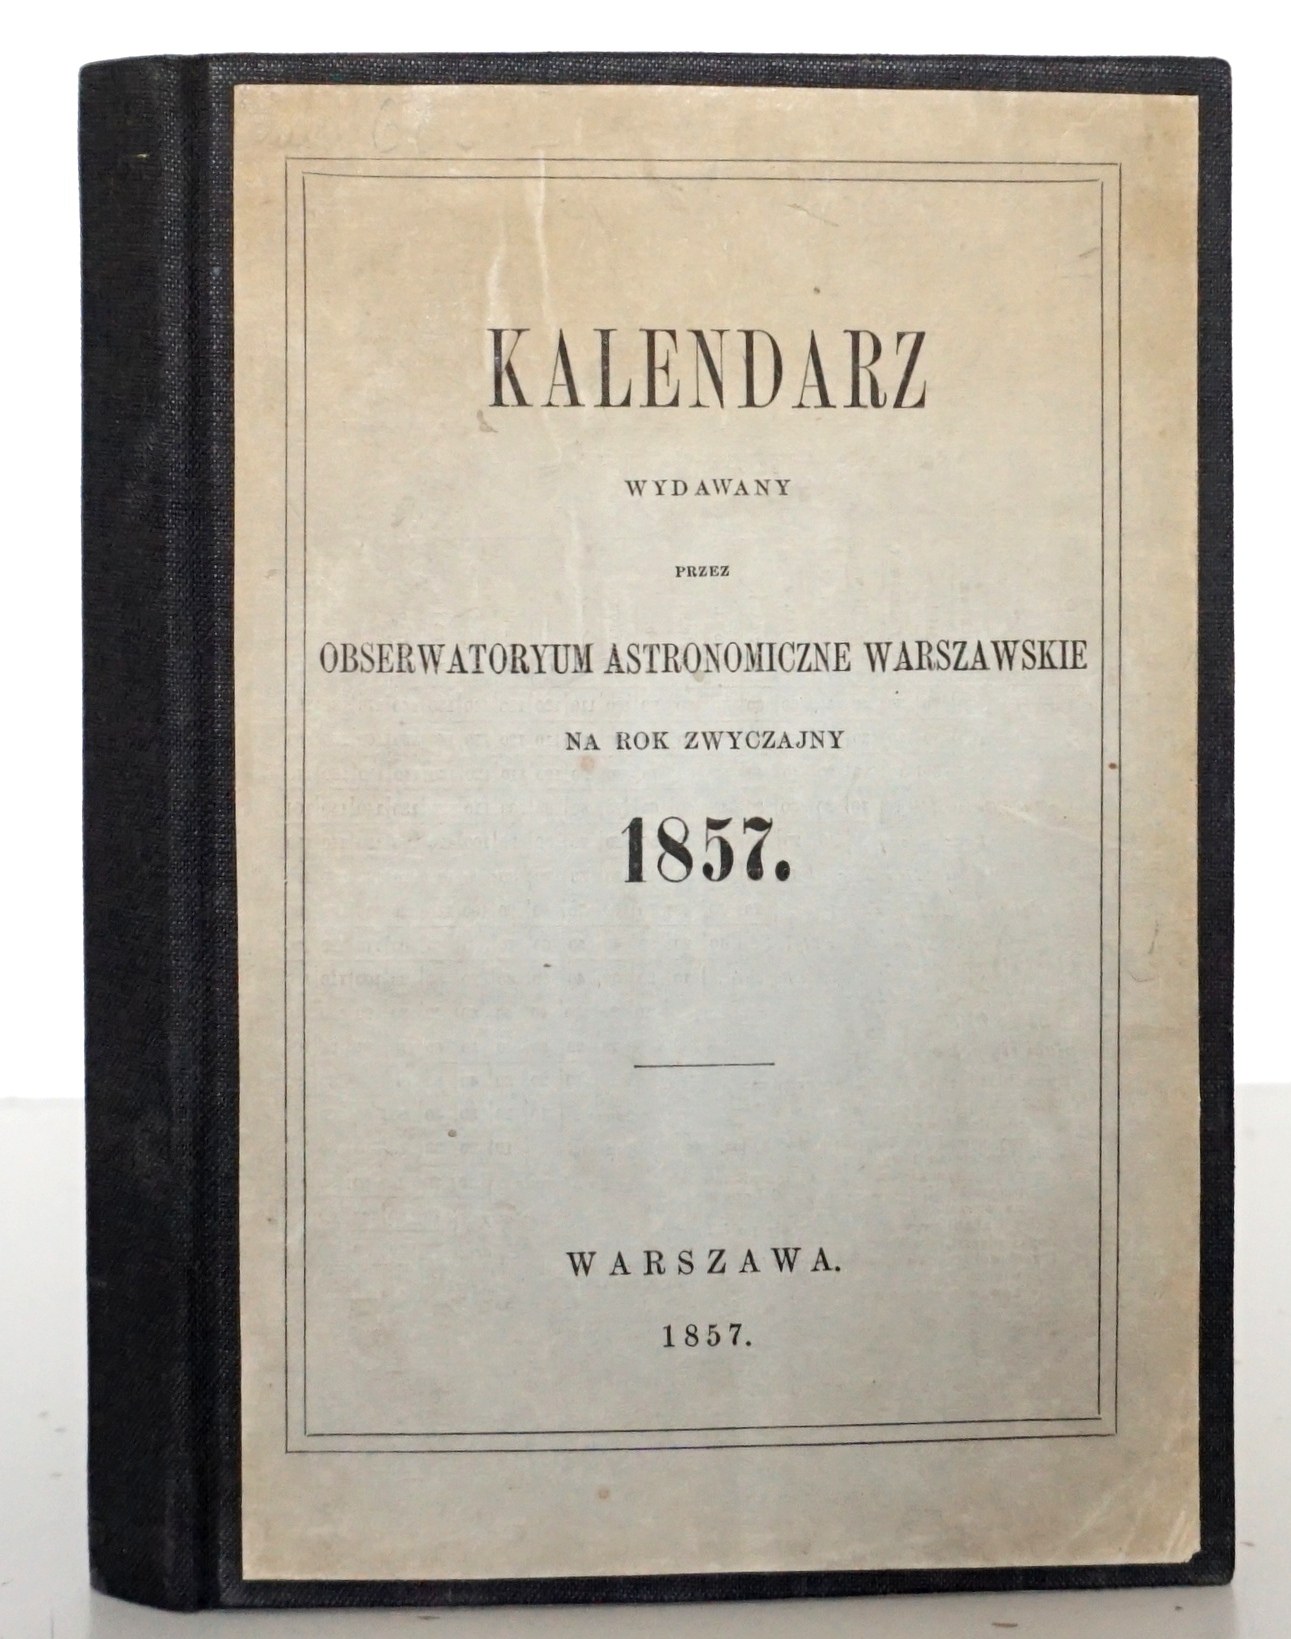 KALENDARZ
WYDAWANY
PRZEZ
OBSERWATORYUM ASTRONOMICZNE WARSZAWSKIE
NA ROK ZWYCZAJNY
1857.
WARSZAWA.
1857.